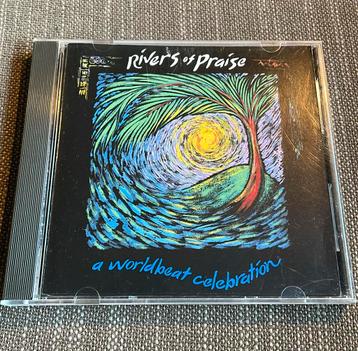 Rivers of Praise
a worldbeat celebration